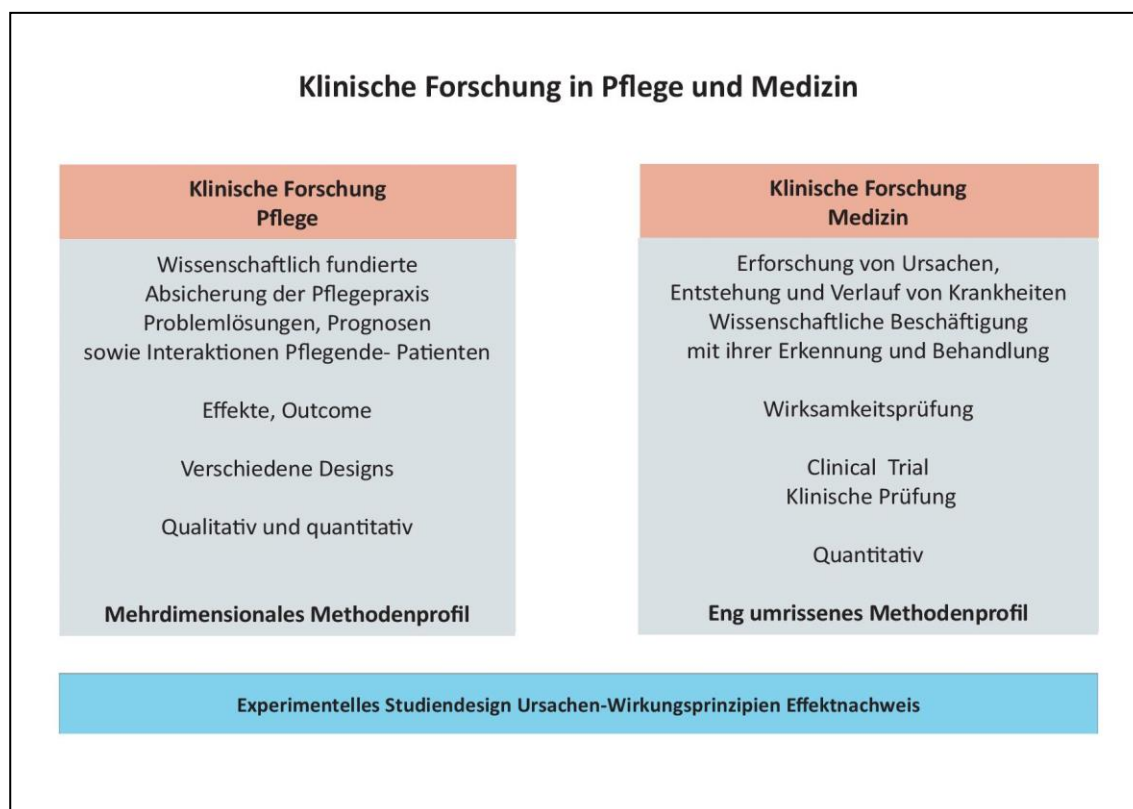 Klinische Forschung in Pflege und Medizin
Klinische Forschung
Pflege
Wissenschaftlich fundierte
Absicherung der Pflegepraxis
Problemlösungen, Prognosen
sowie Interaktionen Pflegende- Patienten
Effekte, Outcome
Verschiedene Designs
Qualitativ und quantitativ
Mehrdimensionales Methodenprofil
Klinische Forschung
Medizin
Erforschung von Ursachen,
Entstehung und Verlauf von Krankheiten
Wissenschaftliche Beschäftigung
mit ihrer Erkennung und Behandlung
Wirksamkeitsprüfung
Clinical Trial
Klinische Prüfung
Quantitativ
Eng umrissenes Methodenprofil
Experimentelles Studiendesign Ursachen-Wirkungsprinzipien Effektnachweis